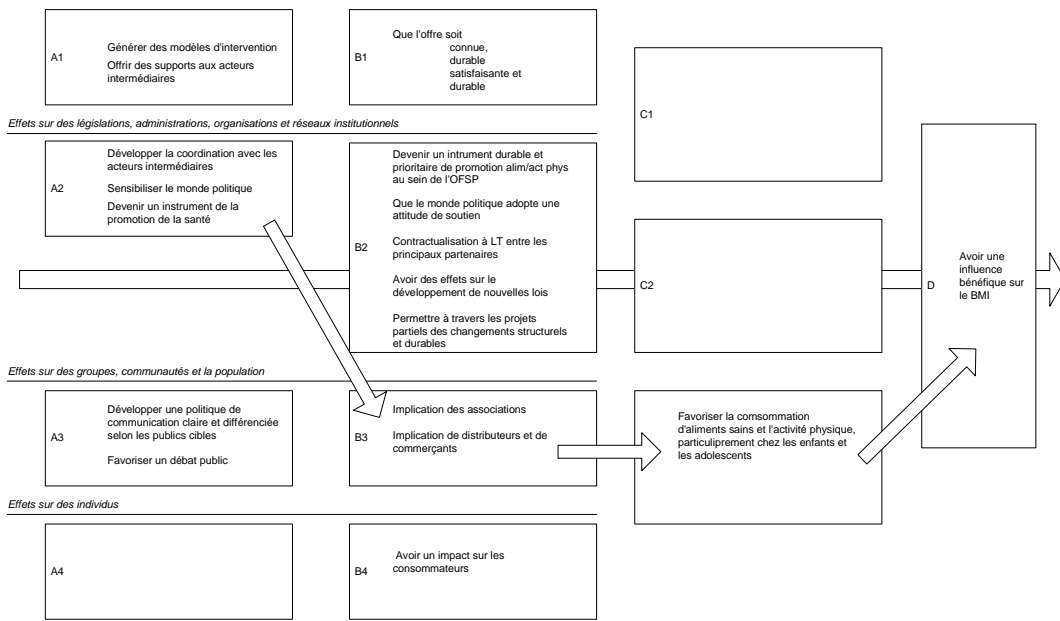 A1
Générer des modèles d'intervention
Offrir des supports aux acteurs
intermédiaires
B1
Que l'offre soit
connue,
durable
satisfaisante et
durable
C1
Effets sur des législations, administrations, organisations et réseaux institutionnels
A2
Développer la coordination avec les
acteurs intermédiaires
Sensibiliser le monde politique
Devenir un instrument de la
promotion de la santé
B2
Devenir un intrument durable et
prioritaire de promotion alim/act phys
au sein de l'OFSP
Que le monde politique adopte une
attitude de soutien
Contractualisation à LT entre les
principaux partenaires
Avoir des effets sur le
développement de nouvelles lois
Permettre à travers les projets
partiels des changements structurels
et durables
C2
D
Avoir une
influence
bénéfique sur
le BMI
Effets sur des groupes, communautés et la population
A3
Développer une politique de
communication claire et différenciée
selon les publics cibles
Favoriser un débat public
B3
Implication des associations
Implication de distributeurs et de
commerçants
Favoriser la comsommation
d'aliments sains et l'activité physique,
particuliprement chez les enfants et
les adolescents
Effets sur des individus
A4
B4
Avoir un impact sur les
consommateurs